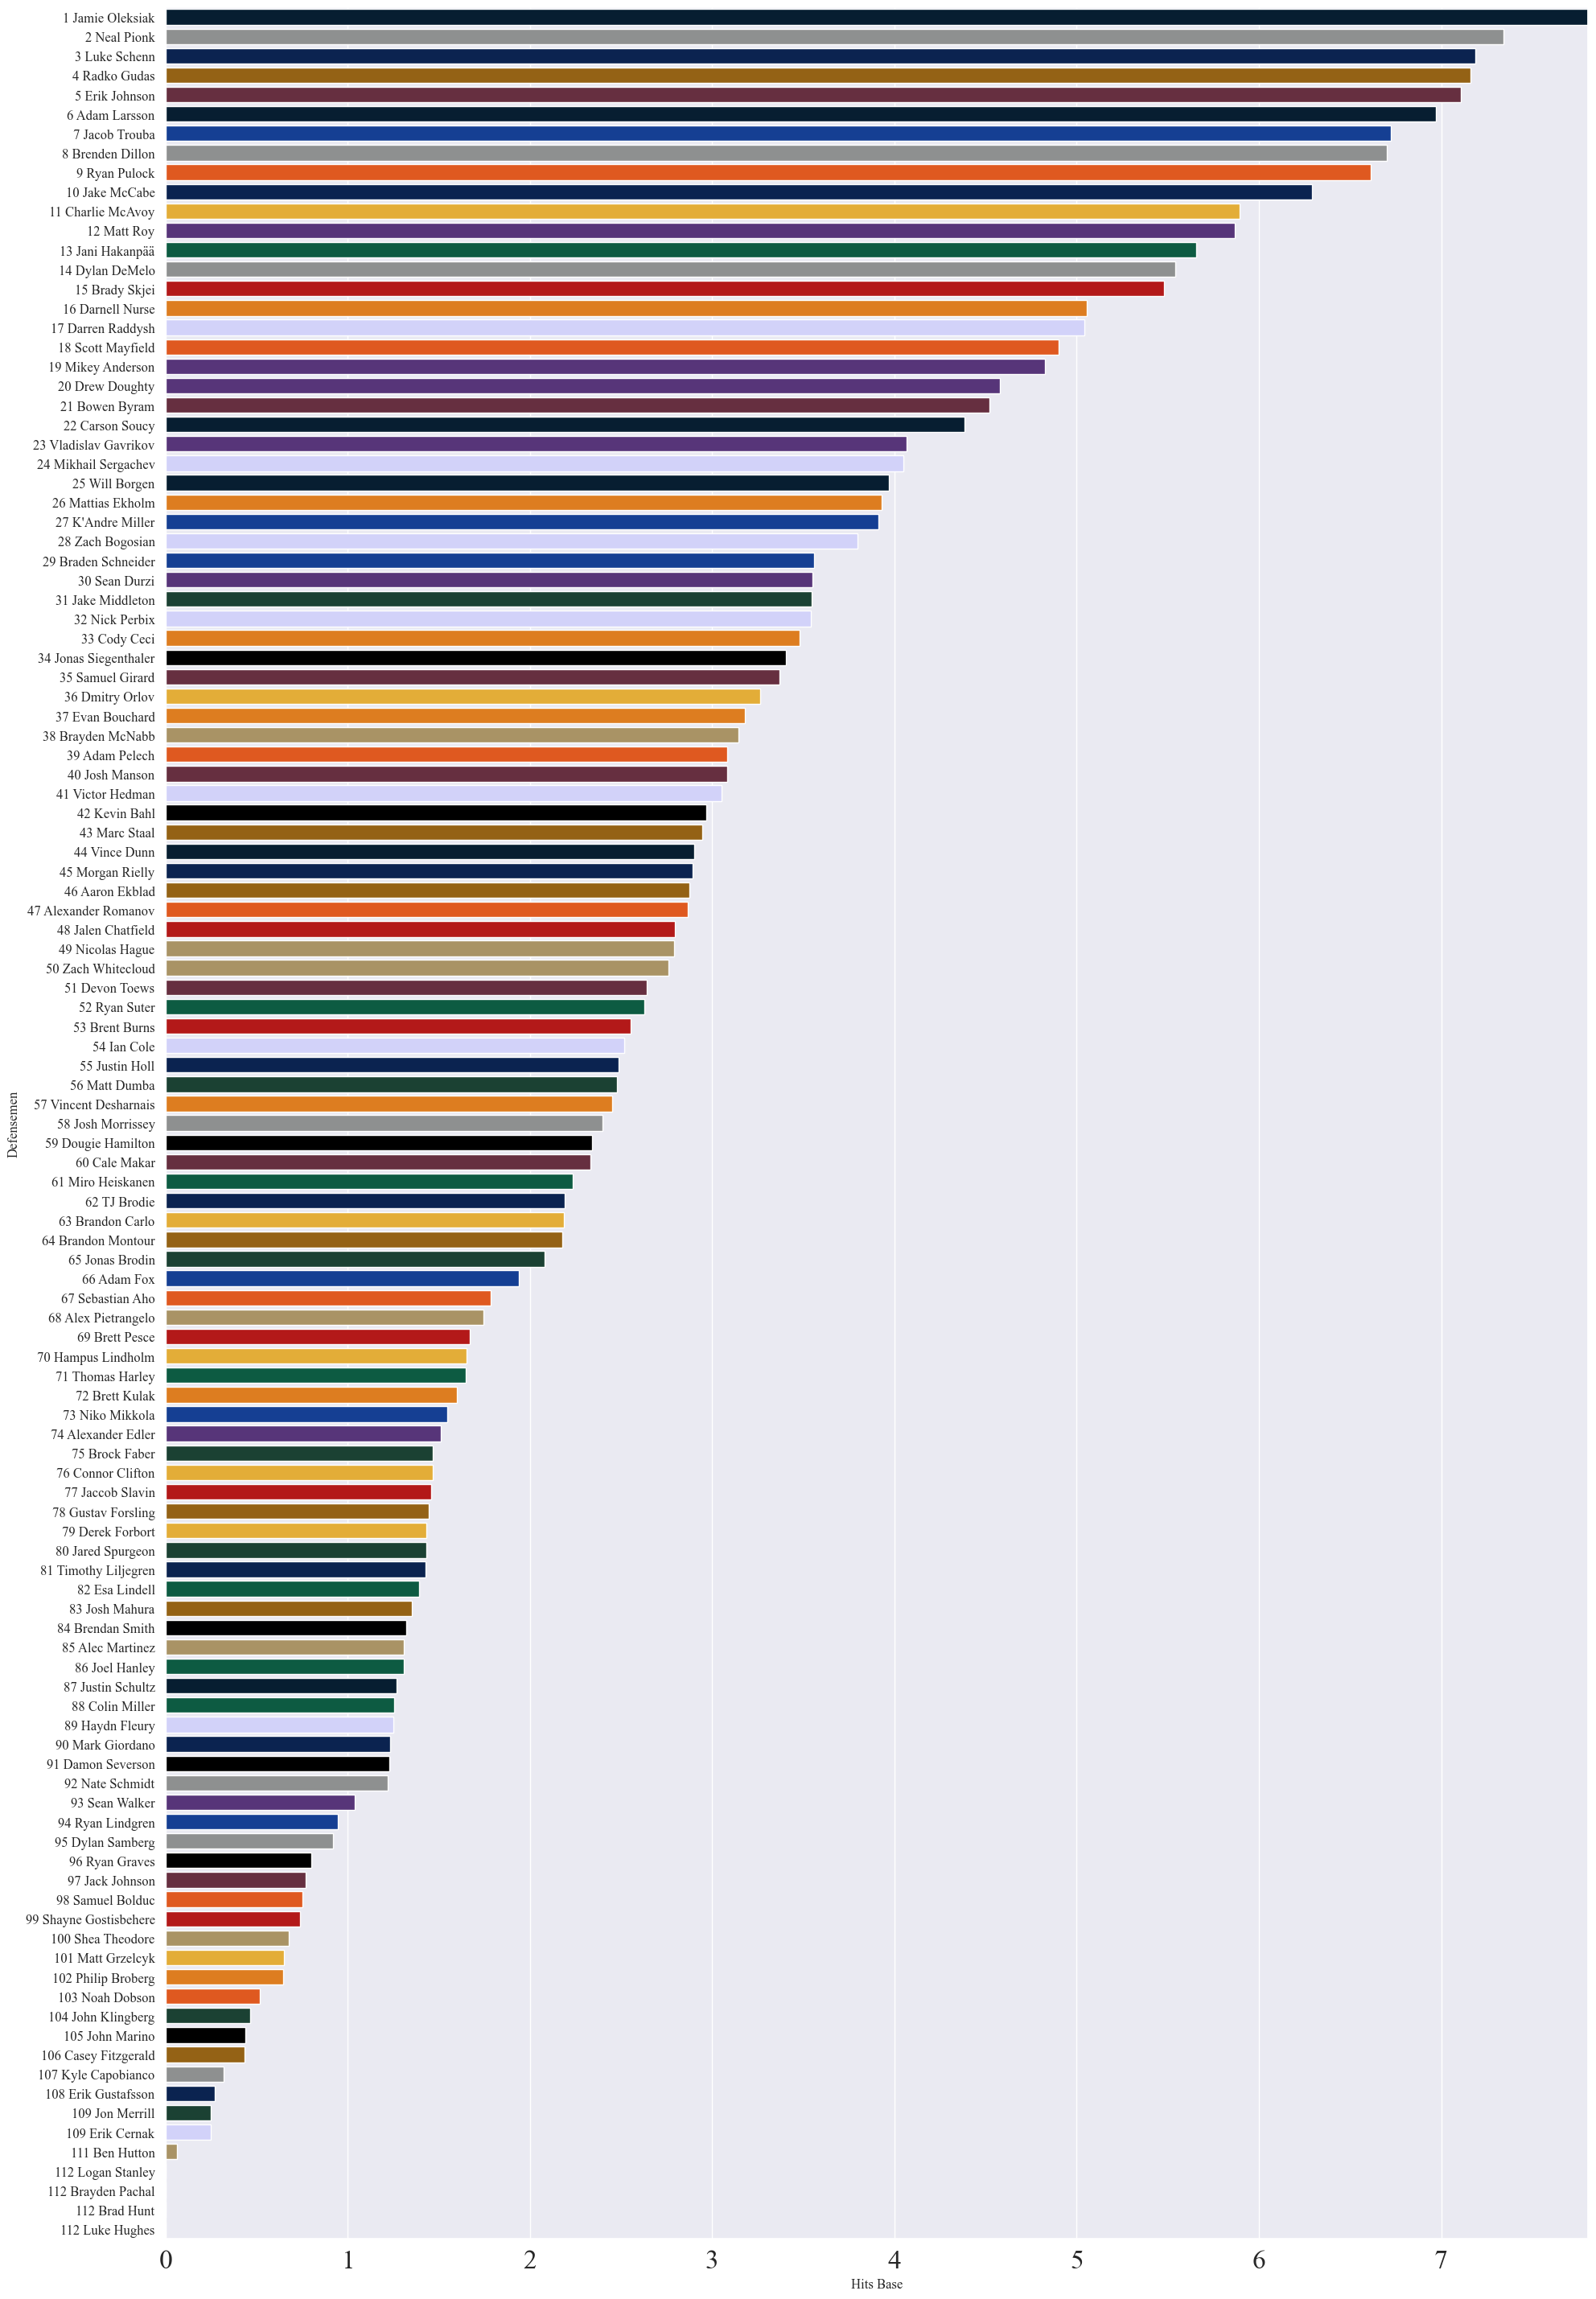 1 Jamie Oleksiak
2 Neal Pionk
3 Luke Schenn
4 Radko Gudas
5 Erik Johnson
6 Adam Larsson
7 Jacob Trouba
8 Brenden Dillon
9 Ryan Pulock
10 Jake McCabe
11 Charlie McAvoy
12 Matt Roy
13 Jani Hakanpää
14 Dylan DeMelo
15 Brady Skjei
16 Darnell Nurse
17 Darren Raddysh
18 Scott Mayfield
19 Mikey Anderson
20 Drew Doughty
21 Bowen Byram
22 Carson Soucy
23 Vladislav Gavrikov
24 Mikhail Sergachev
25 Will Borgen
26 Mattias Ekholm
27 K'Andre Miller
28 Zach Bogosian
29 Braden Schneider
30 Sean Durzi
31 Jake Middleton
32 Nick Perbix
33 Cody Ceci
34 Jonas Siegenthaler
35 Samuel Girard
36 Dmitry Orlov
37 Evan Bouchard
38 Brayden McNabb
39 Adam Pelech
40 Josh Manson
41 Victor Hedman
42 Kevin Bahl
43 Marc Staal
44 Vince Dunn
45 Morgan Rielly
46 Aaron Ekblad
47 Alexander Romanov
48 Jalen Chatfield
49 Nicolas Hague
50 Zach Whitecloud
51 Devon Toews
52 Ryan Suter
53 Brent Burns
54 Ian Cole
55 Justin Holl
56 Matt Dumba
57 Vincent Desharnais
58 Josh Morrissey
59 Dougie Hamilton
60 Cale Makar
61 Miro Heiskanen
62 TJ Brodie
63 Brandon Carlo
64 Brandon Montour
65 Jonas Brodin
66 Adam Fox
67 Sebastian Aho
68 Alex Pietrangelo
69 Brett Pesce
70 Hampus Lindholm
71 Thomas Harley
72 Brett Kulak
73 Niko Mikkola
74 Alexander Edler
75 Brock Faber
76 Connor Clifton
77 Jaccob Slavin
78 Gustav Forsling
79 Derek Forbort
80 Jared Spurgeon
81 Timothy Liljegren
82 Esa Lindell
83 Josh Mahura
84 Brendan Smith
85 Alec Martinez
86 Joel Hanley
87 Justin Schultz
88 Colin Miller
89 Haydn Fleury
90 Mark Giordano
91 Damon Severson
92 Nate Schmidt
93 Sean Walker
94 Ryan Lindgren
95 Dylan Samberg
96 Ryan Graves
97 Jack Johnson
98 Samuel Bolduc
99 Shayne Gostisbehere
100 Shea Theodore
101 Matt Grzelcyk
102 Philip Broberg
103 Noah Dobson
104 John Klingberg
105 John Marino
106 Casey Fitzgerald
107 Kyle Capobianco
108 Erik Gustafsson
109 Jon Merrill
109 Erik Cernak
111 Ben Hutton
112 Logan Stanley
112 Brayden Pachal
112 Brad Hunt
112 Luke Hughes
Defensemen
0 1 2 3 4 5 6 7
Hits Base